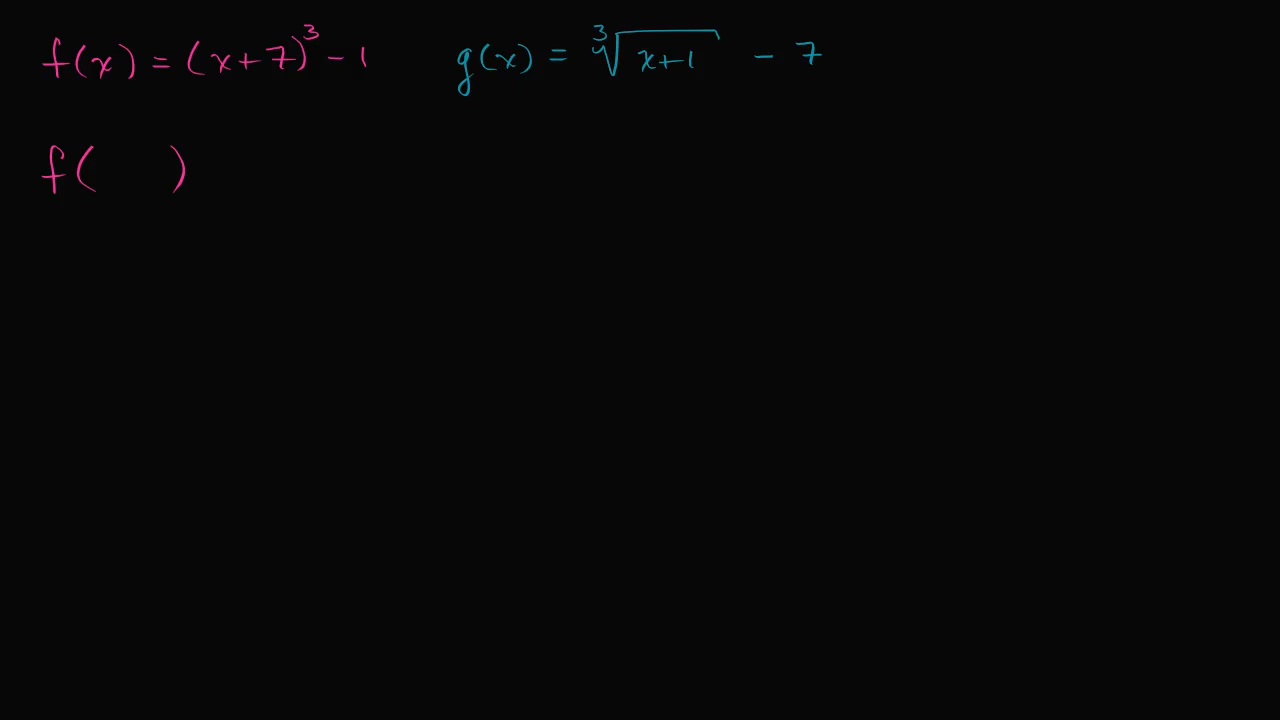 f(x) = (x+7)³ - 1 g(x) = ∛(x+1) - 7
f( )